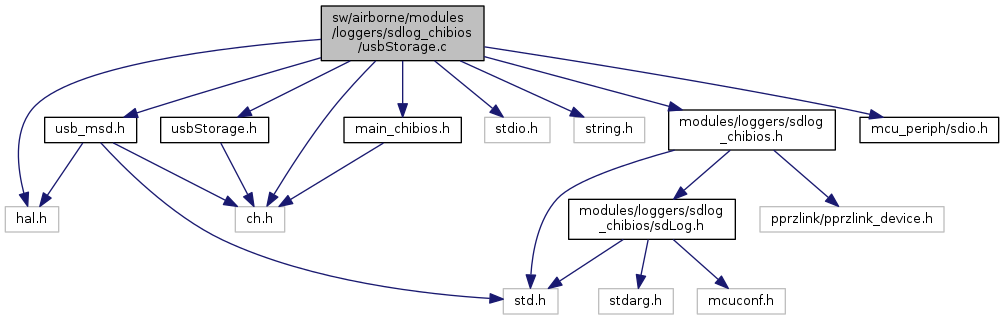 sw/airborne/modules
/loggers/sdlog_chibios
/usbStorage.c
usb_msd.h
usbStorage.h
main_chibios.h
stdio.h
string.h
modules/loggers/sdlog
_chibios.h
mcu_periph/sdio.h
hal.h
ch.h
modules/loggers/sdlog
_chibios/sdLog.h
pprzlink/pprzlink_device.h
std.h
stdarg.h
mcuconf.h